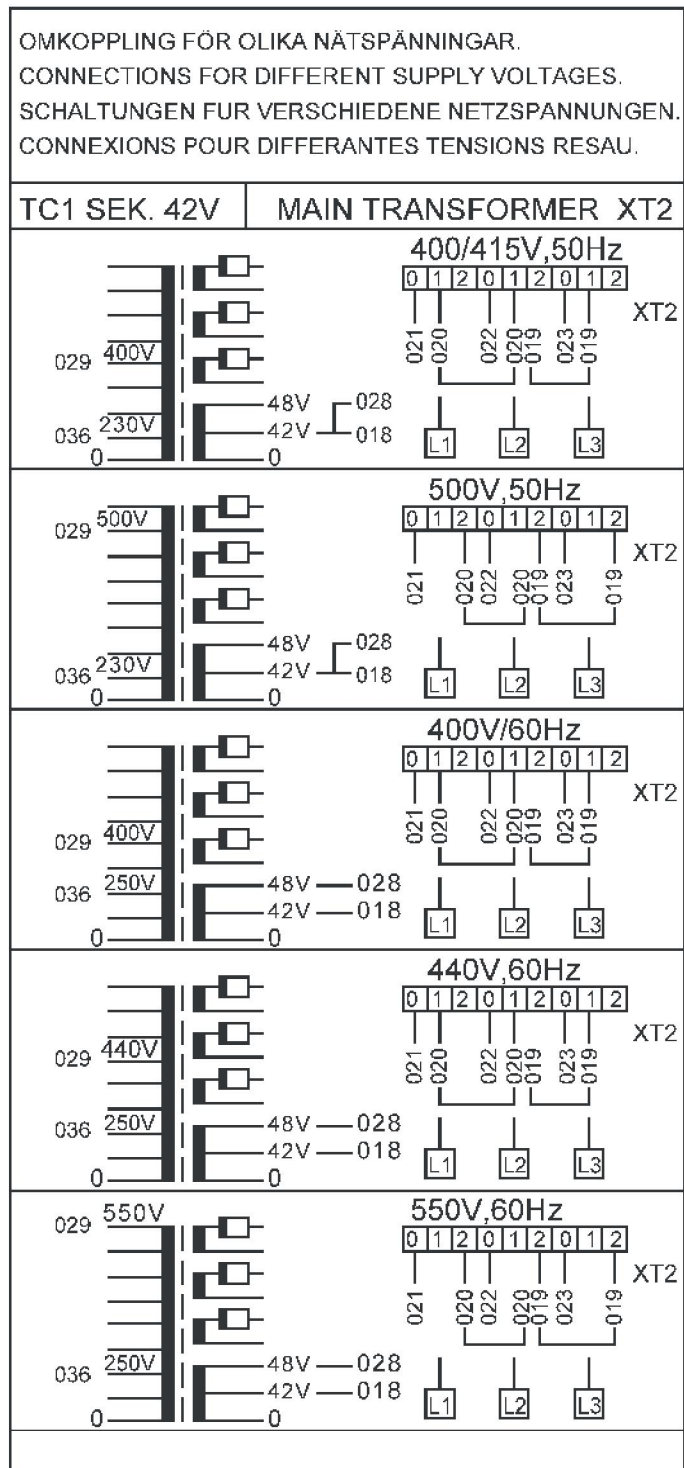 OMKOPPLING FÖR OLIKA NÄTSPÄNNINGAR.
CONNECTIONS FOR DIFFERENT SUPPLY VOLTAGES.
SCHALTUNGEN FUR VERSCHIEDENE NETZSPANNUNGEN.
CONNEXIONS POUR DIFFERANTES TENSIONS RESAU.
TC1 SEK. 42V MAIN TRANSFORMER XT2
400/415V,50Hz
0 1 2 0 1 2 0 1 2
XT2
021 020 022 020 019 023 019
029 400V
48V 028
036 230V 42V 018
0 0
L1 L2 L3
500V,50Hz
0 1 2 0 1 2 0 1 2
029 500V
XT2
021 020 022 020 019 023 019
48V 028
036 230V 42V 018
0 0
L1 L2 L3
400V/60Hz
0 1 2 0 1 2 0 1 2
XT2
021 020 022 020 019 023 019
029 400V
036 250V 48V 028
42V 018
0 0
L1 L2 L3
440V,60Hz
0 1 2 0 1 2 0 1 2
XT2
029 440V
021 020 022 020 019 023 019
036 250V 48V 028
42V 018
0 0
L1 L2 L3
550V,60Hz
029 550V
0 1 2 0 1 2 0 1 2
XT2
021 020 022 020 019 023 019
036 250V 48V 028
42V 018
0 0
L1 L2 L3